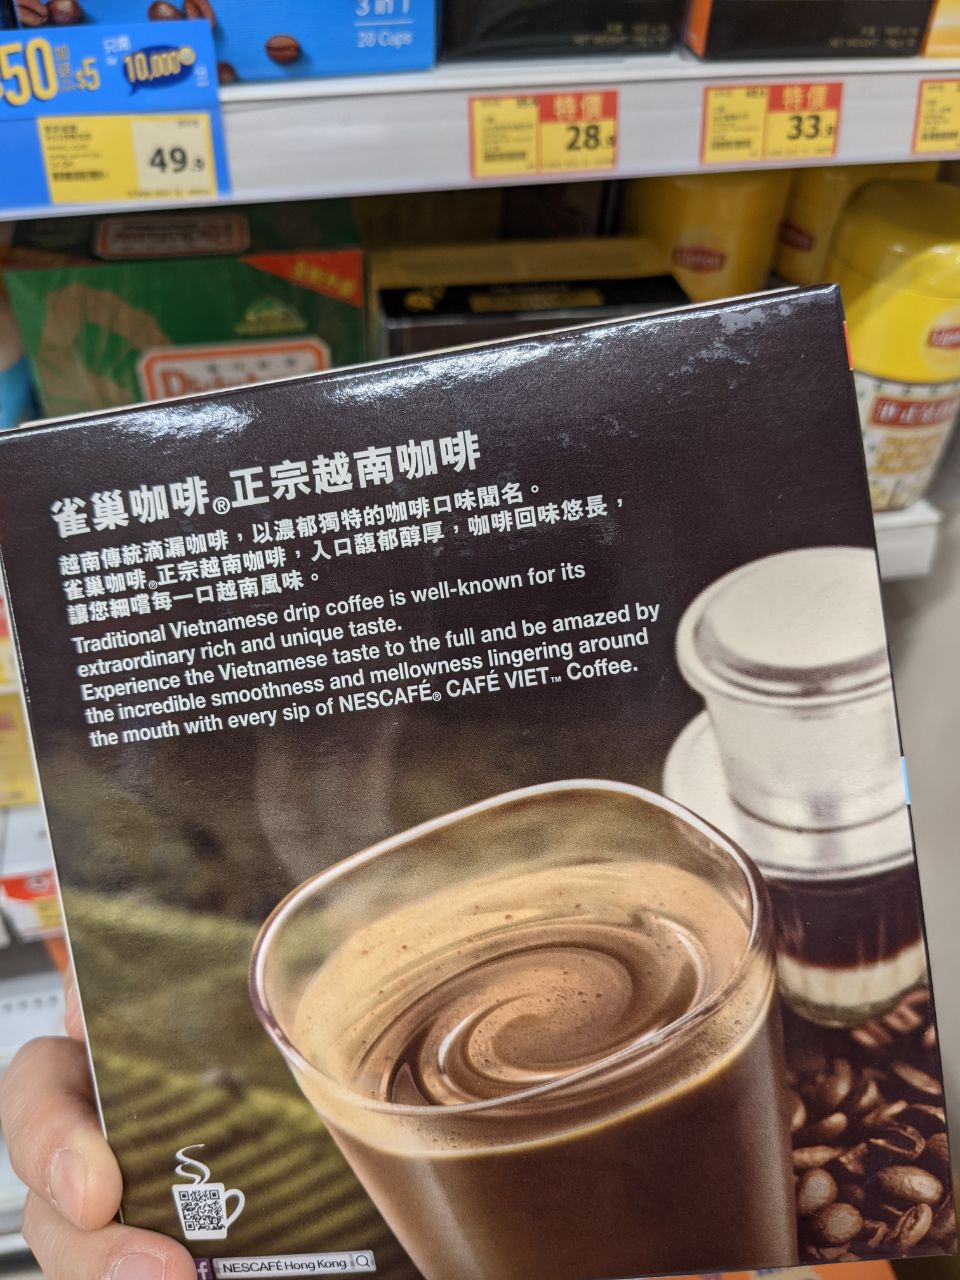 3 in 1
20 Cups
$50
$5
10,000
49.9
特價
28.9
特價
33.9
Lipton
雀巢咖啡®正宗越南咖啡
越南傳統滴漏咖啡,以濃郁獨特的咖啡口味聞名。
雀巢咖啡®正宗越南咖啡,入口馥郁醇厚,咖啡回味悠長,
讓您細嚐每一口越南風味。
Traditional Vietnamese drip coffee is well-known for its
extraordinary rich and unique taste.
Experience the Vietnamese taste to the full and be amazed by
the incredible smoothness and mellowness lingering around
the mouth with every sip of NESCAFÉ® CAFÉ VIET™ Coffee.
f NESCAFÉ Hong Kong